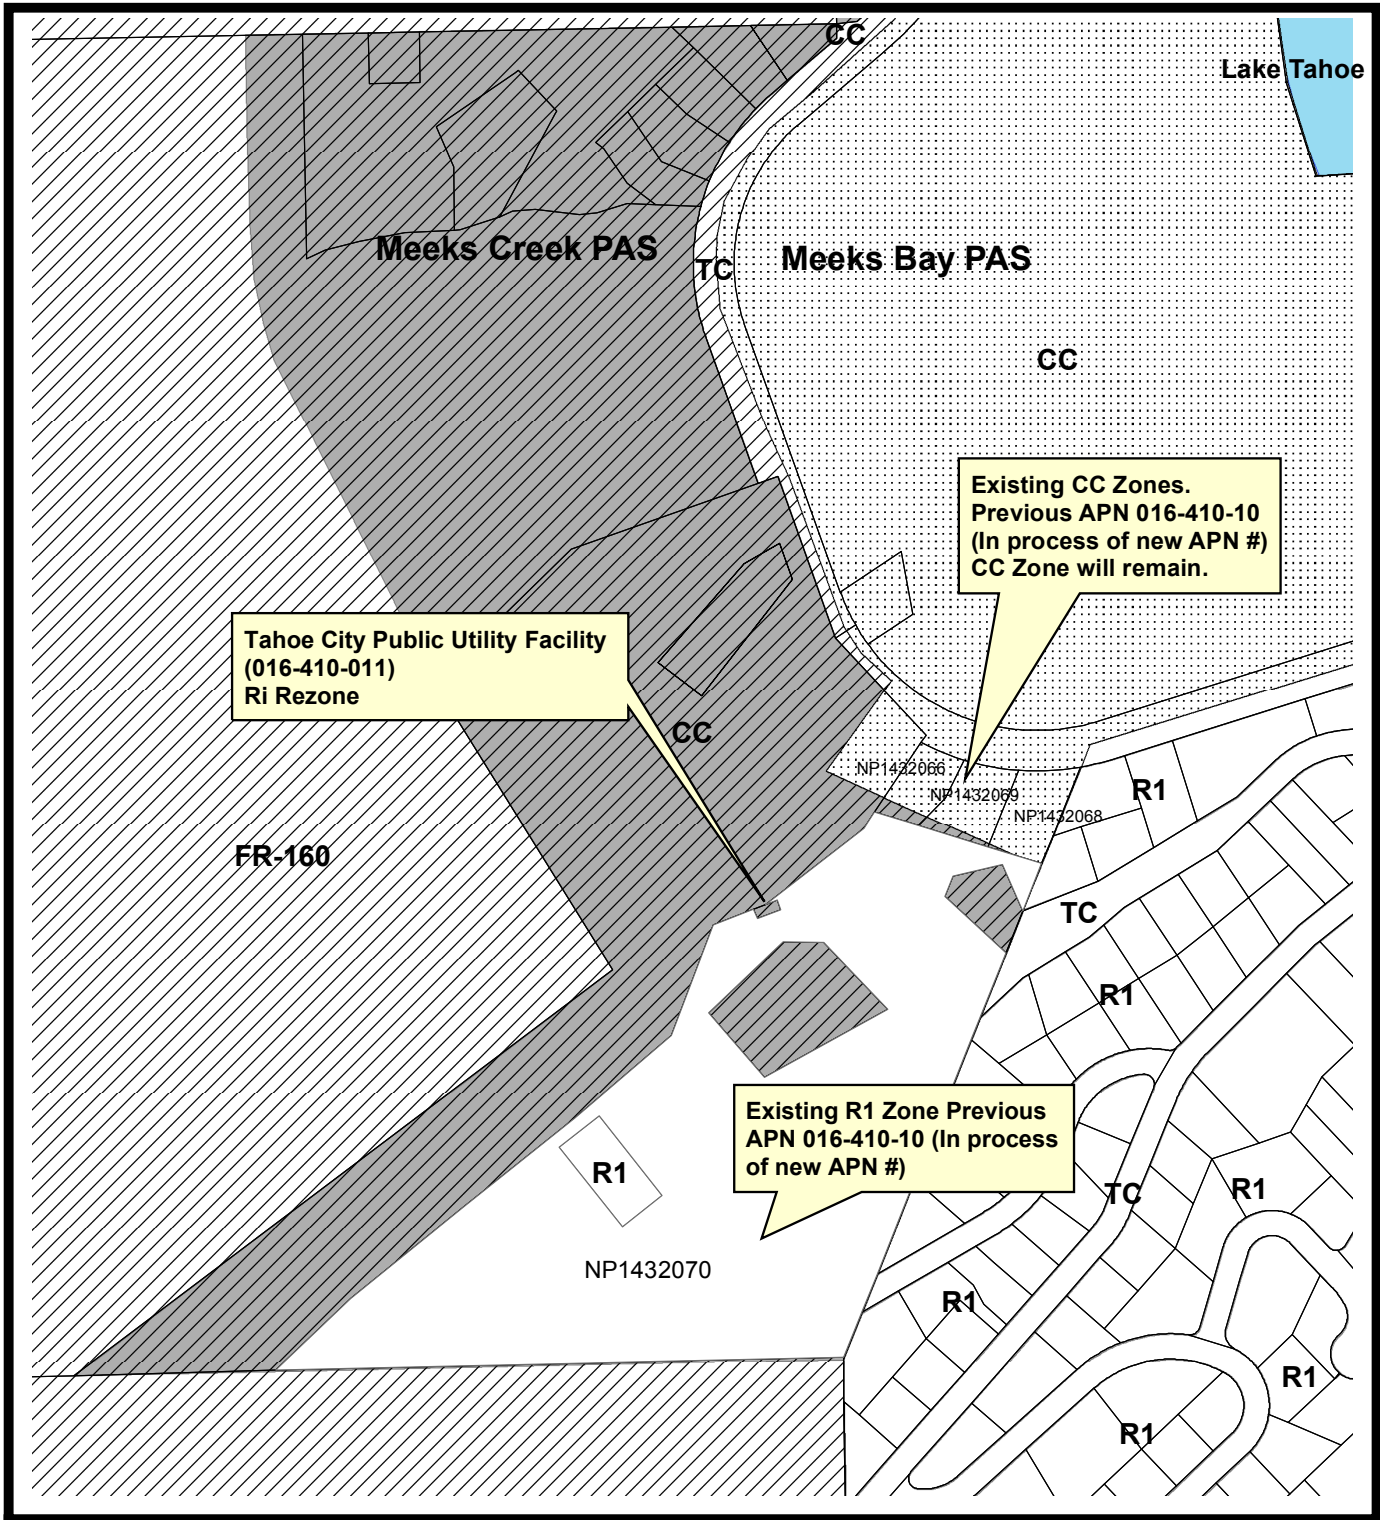 CC
Lake Tahoe
Meeks Creek PAS
TC
Meeks Bay PAS
CC
Existing CC Zones.
Previous APN 016-410-10
(In process of new APN #)
CC Zone will remain.
Tahoe City Public Utility Facility
(016-410-011)
Ri Rezone
CC
NP1432066
NP1432069
NP1432068
R1
FR-160
TC
R1
Existing R1 Zone Previous
APN 016-410-10 (In process
of new APN #)
R1
TC
R1
NP1432070
R1
R1
R1